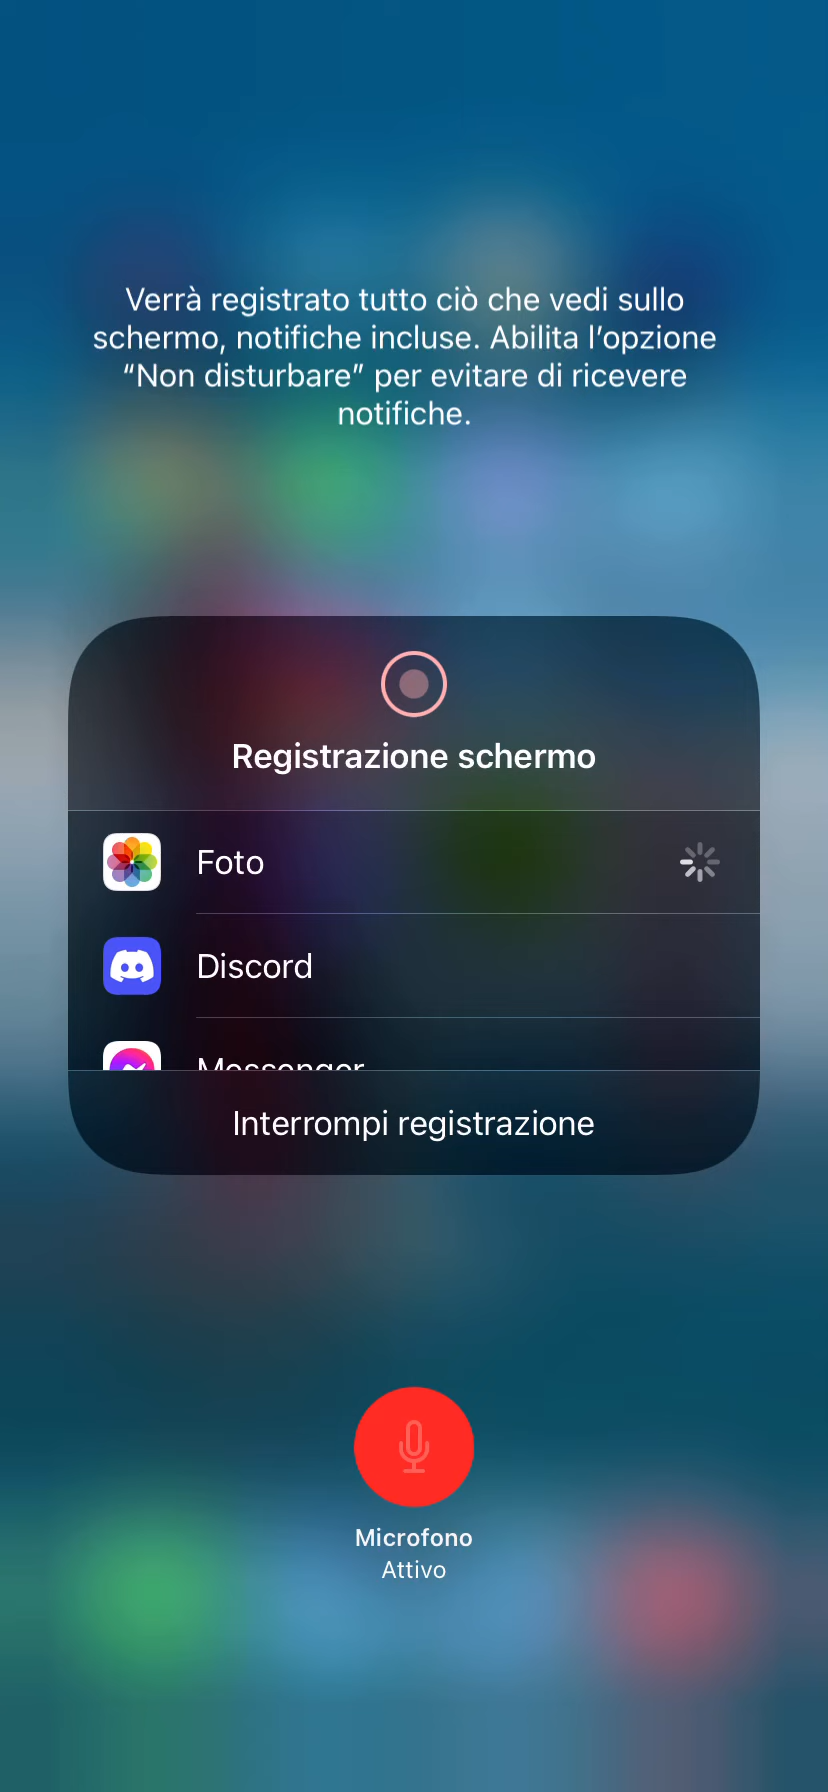 Verrà registrato tutto ciò che vedi sullo
schermo, notifiche incluse. Abilita l’opzione
“Non disturbare” per evitare di ricevere
notifiche.
Registrazione schermo
Foto
Discord
Messenger
Interrompi registrazione
Microfono
Attivo